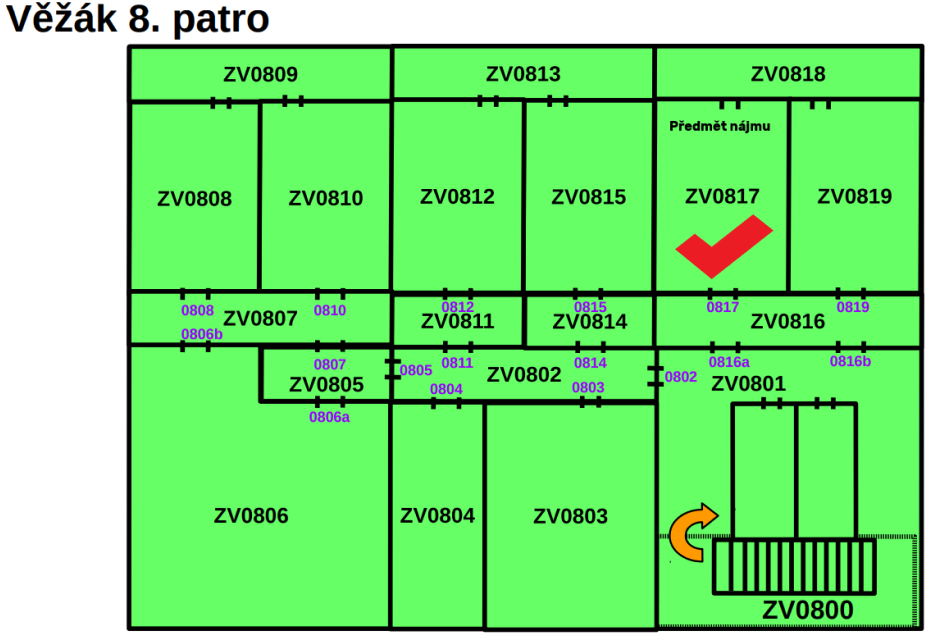 Věžák 8. patro
ZV0809
ZV0813
ZV0818
Předmět nájmu
ZV0808
ZV0810
ZV0812
ZV0815
ZV0817
ZV0819
0808
0810
0812
0815
0817
0819
ZV0807
ZV0811
ZV0814
ZV0816
0806b
0807
0805
0811
0814
0802
0816a
0816b
ZV0805
ZV0802
ZV0801
0804
0803
0806a
ZV0806
ZV0804
ZV0803
ZV0800